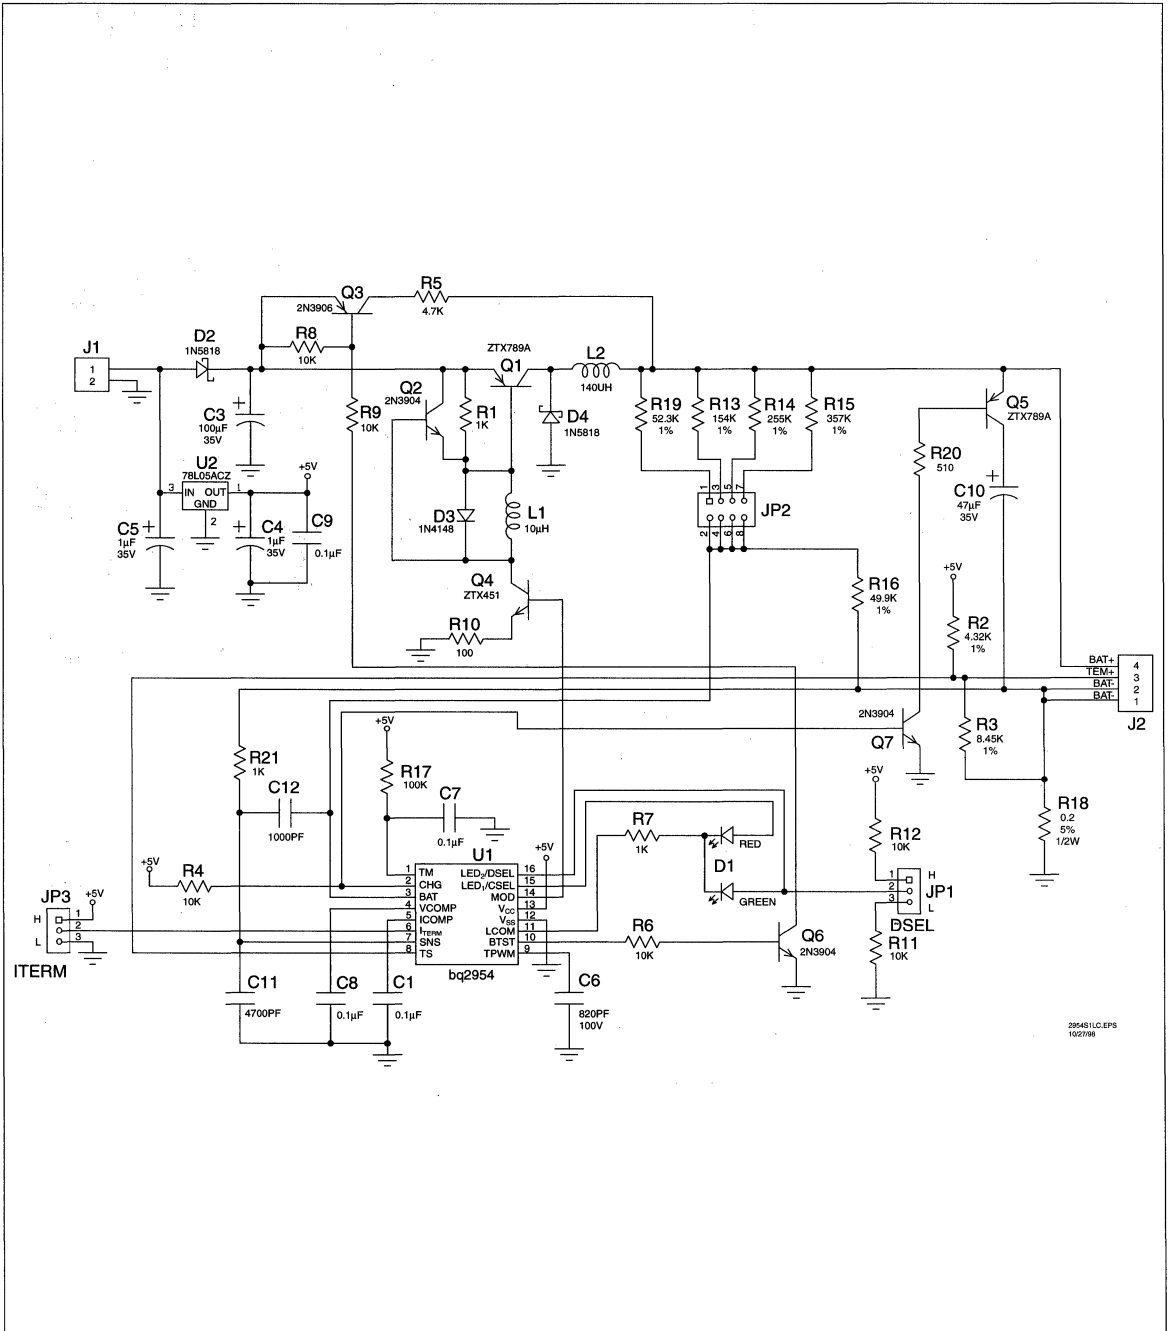 Q3
2N3906
R5
4.7K
R8
10K
J1
1
2
D2
1N5818
ZTX789A
Q1
L2
140UH
Q2
2N3904
R1
1K
D4
1N5818
R19
52.3K
1%
R13
154K
1%
R14
255K
1%
R15
357K
1%
Q5
ZTX789A
C3
100µF
35V
R9
10K
R20
510
U2
78L05ACZ
+5V
3 IN OUT 1
GND
2
C10
47µF
35V
1 3 5 7
JP2
2 4 6 8
C5
1µF
35V
C4
1µF
35V
C9
0.1µF
D3
1N4148
L1
10µH
Q4
ZTX451
R16
49.9K
1%
+5V
R2
4.32K
1%
R10
100
BAT+ 4
TEM+ 3
BAT- 2
BAT- 1
J2
2N3904
Q7
R3
8.45K
1%
+5V
R21
1K
R17
100K
C12
1000PF
C7
0.1µF
+5V
R18
0.2
5%
1/2W
R7
1K
RED
D1
GREEN
R12
10K
U1
+5V
+5V
R4
10K
1 TM LED2/DSEL 16
2 CHG LED1/CSEL 15
3 BAT MOD 14
4 VCOMP VCC 13
5 ICOMP VSS 12
6 ITERM LCOM 11
7 SNS BTST 10
8 TS TPWM 9
bq2954
1 H
2 JP1
3 L
DSEL
JP3
+5V
H 1
2
L 3
ITERM
R6
10K
Q6
2N3904
R11
10K
C11
4700PF
C8
0.1µF
C1
0.1µF
C6
820PF
100V
2954S1LC.EPS
10/27/98